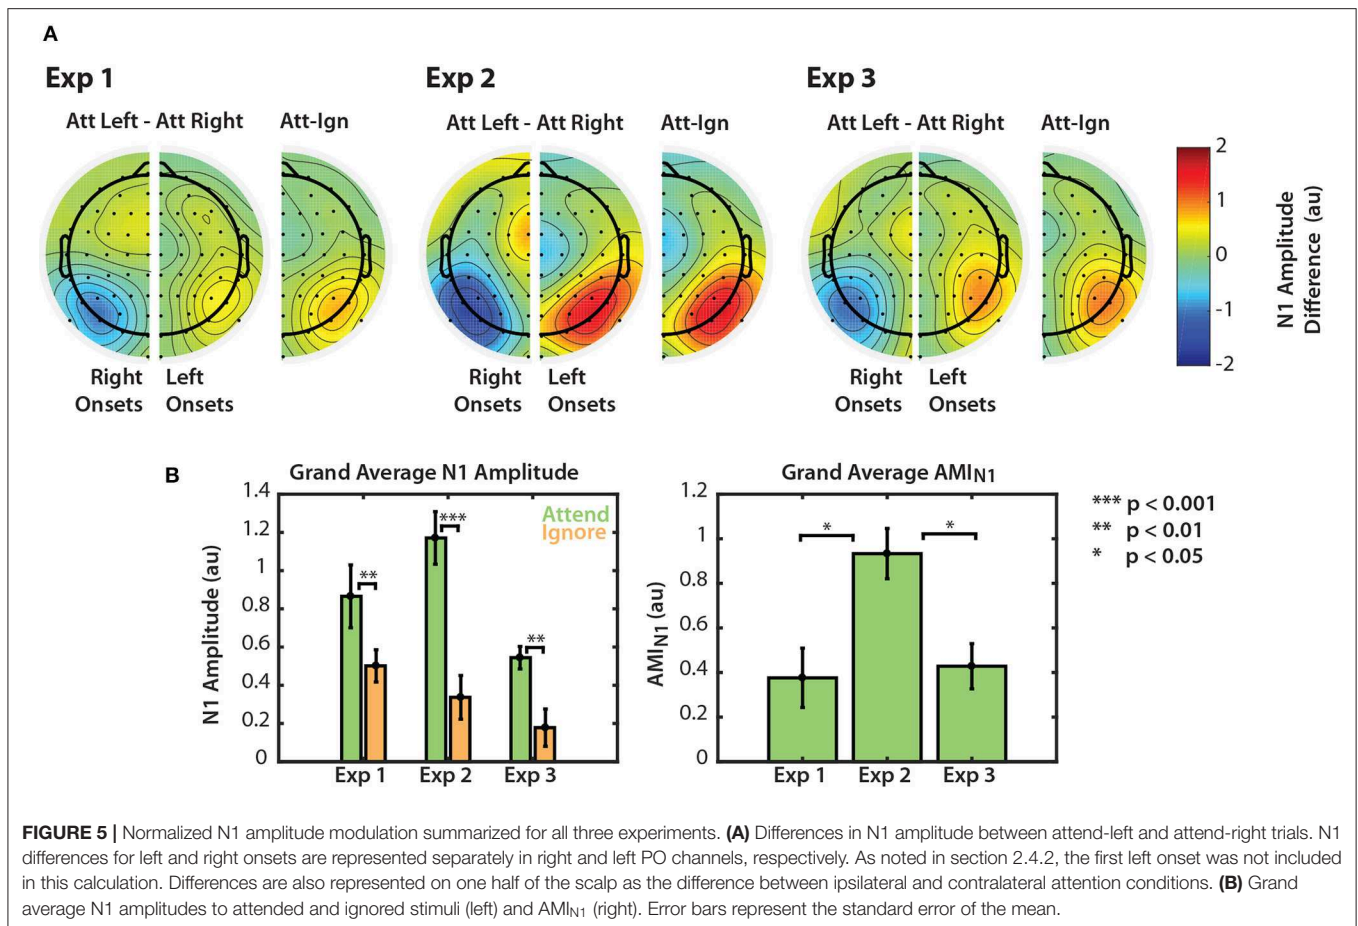 A
Exp 1
Exp 2
Exp 3
Att Left - Att Right
Att-Ign
Att Left - Att Right
Att-Ign
Att Left - Att Right
Att-Ign
2
1
0
-1
-2
N1 Amplitude
Difference (au)
Right
Onsets
Left
Onsets
Right
Onsets
Left
Onsets
Right
Onsets
Left
Onsets
B
Grand Average N1 Amplitude
1.4
1.2
1
0.8
0.6
0.4
0.2
0
N1 Amplitude (au)
Attend
Ignore
**
***
**
Exp 1
Exp 2
Exp 3
Grand Average AMIN1
1.2
1
0.8
0.6
0.4
0.2
0
AMIN1 (au)
*
*
Exp 1
Exp 2
Exp 3
*** p < 0.001
** p < 0.01
* p < 0.05
FIGURE 5 | Normalized N1 amplitude modulation summarized for all three experiments. (A) Differences in N1 amplitude between attend-left and attend-right trials. N1
differences for left and right onsets are represented separately in right and left PO channels, respectively. As noted in section 2.4.2, the first left onset was not included
in this calculation. Differences are also represented on one half of the scalp as the difference between ipsilateral and contralateral attention conditions. (B) Grand
average N1 amplitudes to attended and ignored stimuli (left) and AMIN1 (right). Error bars represent the standard error of the mean.